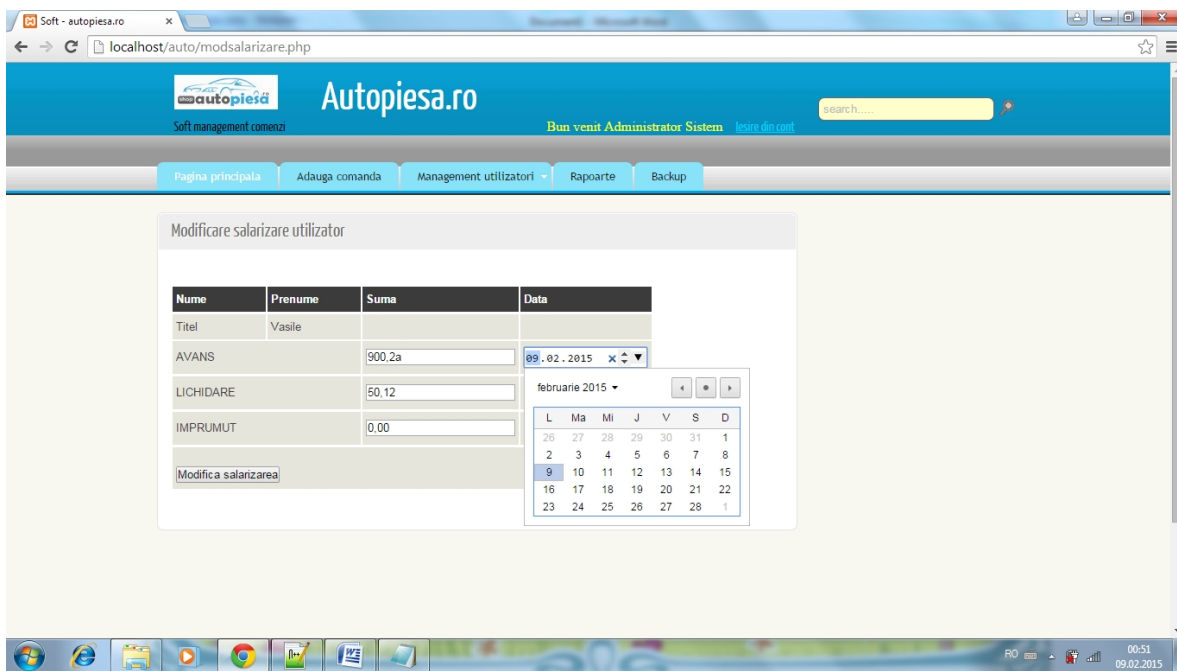 Soft - autopiesa.ro
localhost/auto/modsalarizare.php
shop autopiesă
Autopiesa.ro
search.....
Soft management comenzi
Bun venit Administrator Sistem Iesire din cont
Pagina principala Adauga comanda Management utilizatori Rapoarte Backup
Modificare salarizare utilizator
Nume Prenume Suma Data
Titel Vasile
AVANS 900,2a 09.02.2015
februarie 2015
LICHIDARE 50,12
L Ma Mi J V S D
IMPRUMUT 0,00
26 27 28 29 30 31 1
2 3 4 5 6 7 8
9 10 11 12 13 14 15
Modifica salarizarea
16 17 18 19 20 21 22
23 24 25 26 27 28 1
RO
00:51
09.02.2015